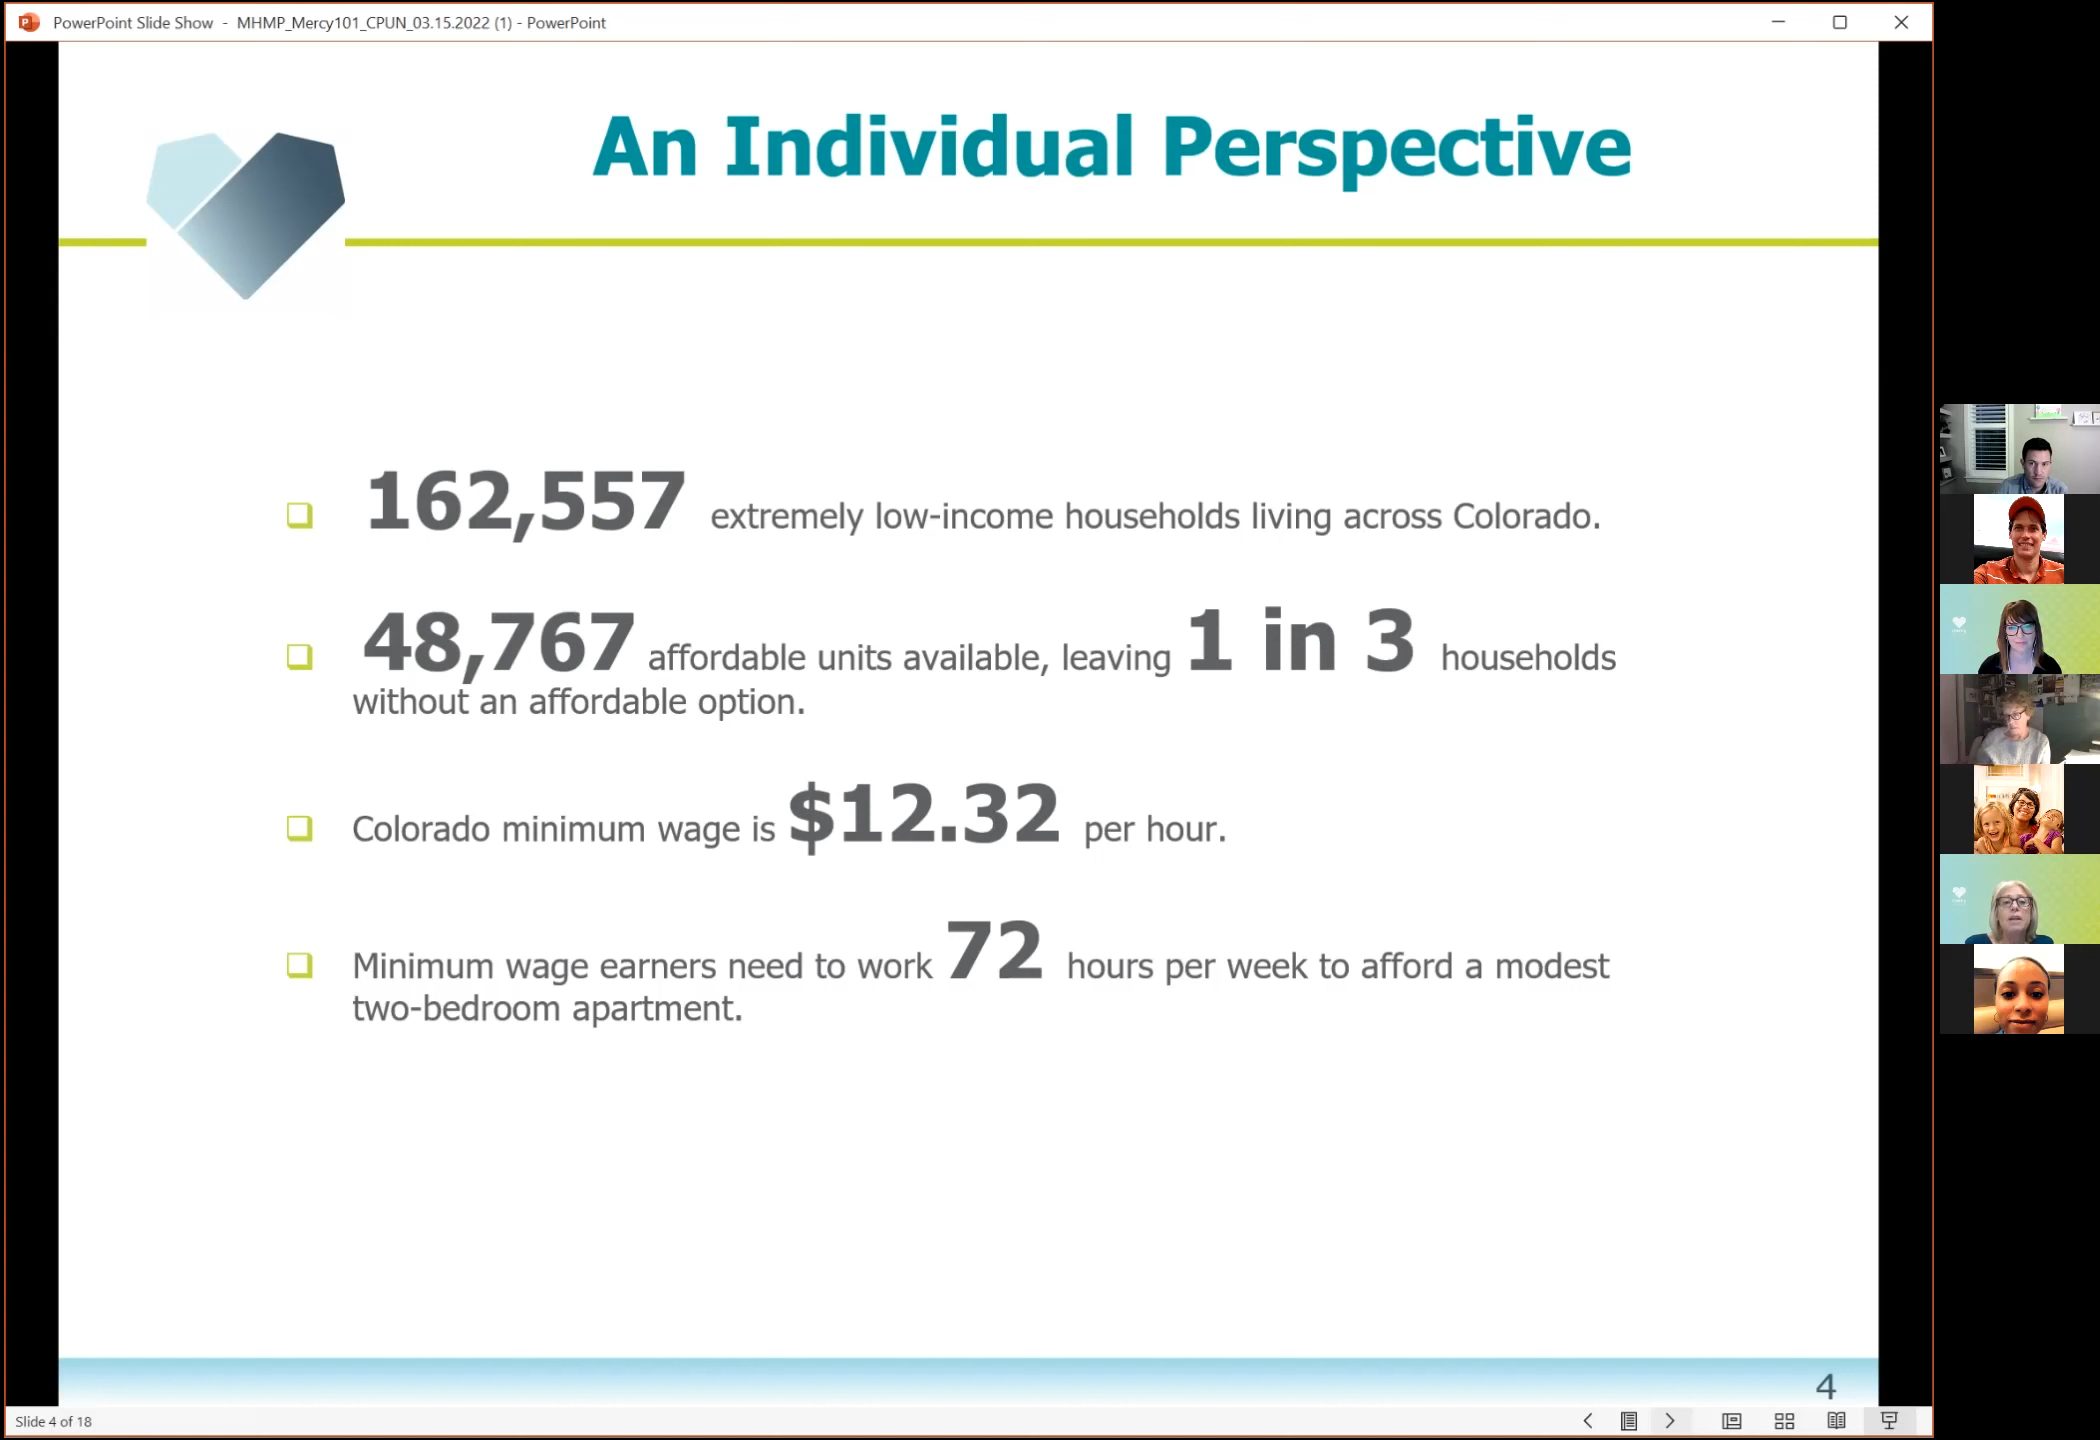 PowerPoint Slide Show - MHMP_Mercy101_CPUN_03.15.2022 (1) - PowerPoint
An Individual Perspective
162,557 extremely low-income households living across Colorado.
48,767 affordable units available, leaving 1 in 3 households
without an affordable option.
Colorado minimum wage is $12.32 per hour.
Minimum wage earners need to work 72 hours per week to afford a modest
two-bedroom apartment.
4
Slide 4 of 18